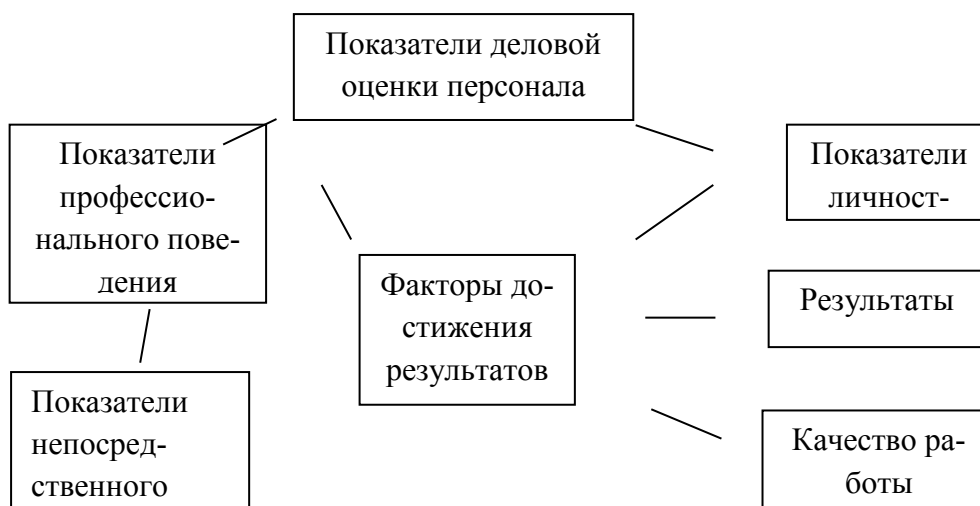 Показатели деловой
оценки персонала
Показатели
профессио-
нального пове-
дения
Показатели
личност-
Факторы до-
стижения
результатов
Результаты
Показатели
непосред-
ственного
Качество ра-
боты